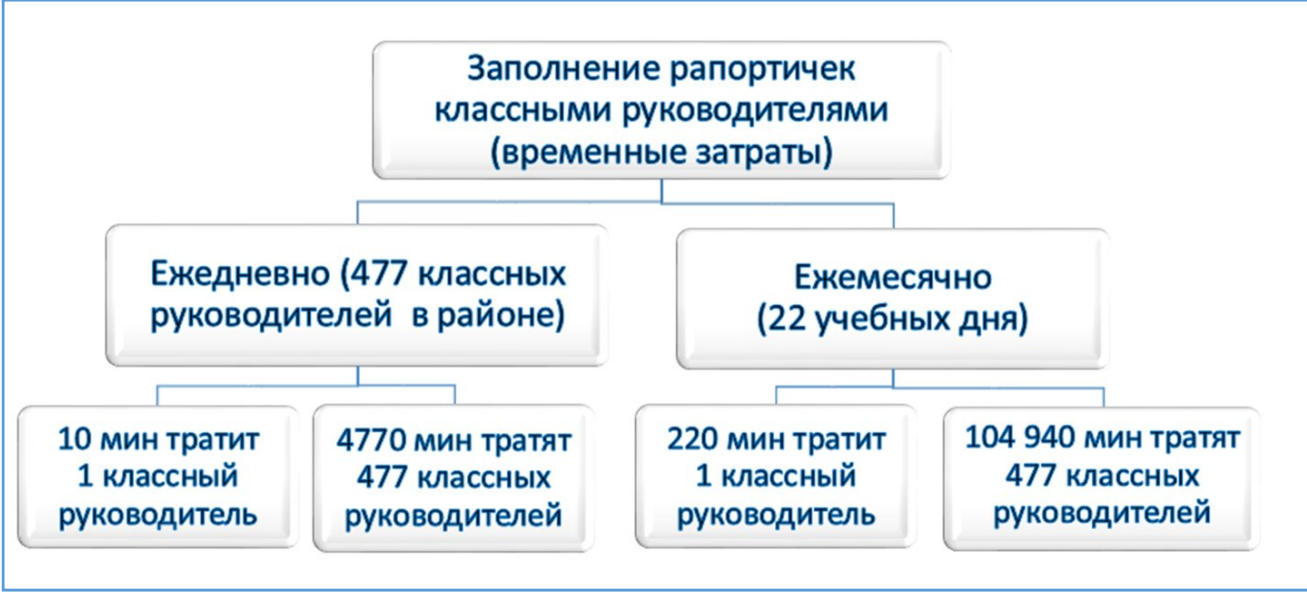 Заполнение рапортичек
классными руководителями
(временные затраты)
Ежедневно (477 классных
руководителей в районе)
Ежемесячно
(22 учебных дня)
10 мин тратит
1 классный
руководитель
4770 мин тратят
477 классных
руководителей
220 мин тратит
1 классный
руководитель
104 940 мин тратят
477 классных
руководителей